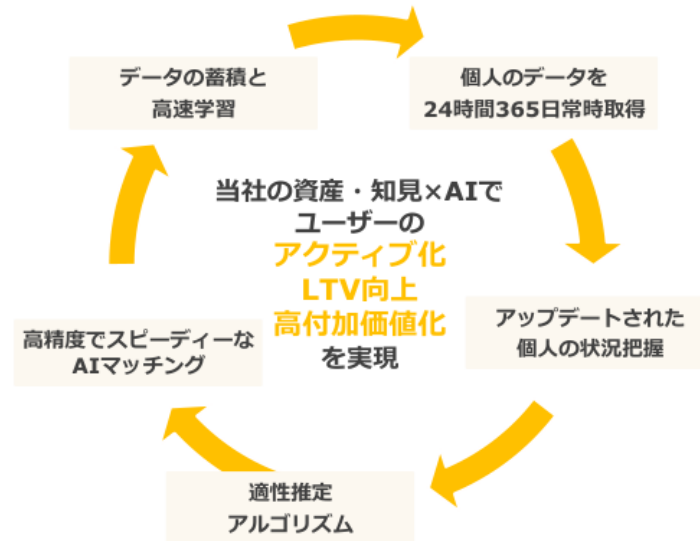 データの蓄積と
高速学習
個人のデータを
24時間365日常時取得
当社の資産・知見×AIで
ユーザーの
アクティブ化
LTV向上
高付加価値化
を実現
アップデートされた
個人の状況把握
高精度でスピーディーな
AIマッチング
適性推定
アルゴリズム